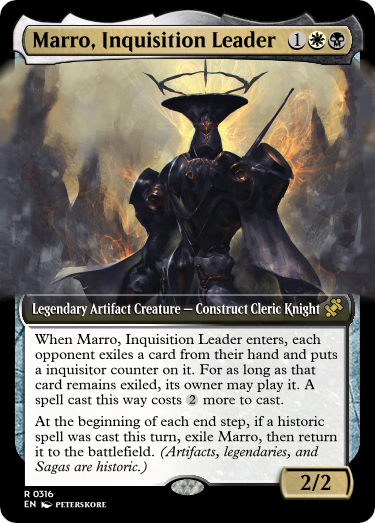 Marro, Inquisition Leader 1
Legendary Artifact Creature — Construct Cleric Knight
When Marro, Inquisition Leader enters, each
opponent exiles a card from their hand and puts
a inquisitor counter on it. For as long as that
card remains exiled, its owner may play it. A
spell cast this way costs 2 more to cast.
At the beginning of each end step, if a historic
spell was cast this turn, exile Marro, then return
it to the battlefield. (Artifacts, legendaries, and
Sagas are historic.)
2/2
R 0316
EN PETERSKORE